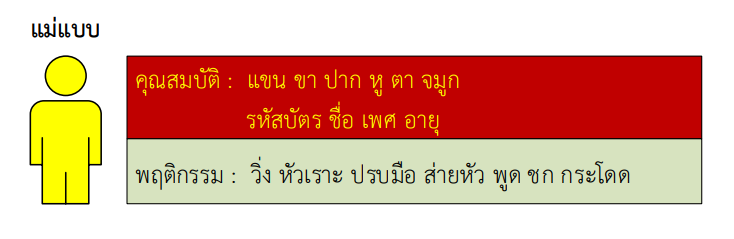 แม่แบบ
คุณสมบัติ : แขน ขา ปาก หู ตา จมูก
รหัสบัตร ชื่อ เพศ อายุ
พฤติกรรม : วิ่ง หัวเราะ ปรบมือ ส่ายหัว พูด ชก กระโดด